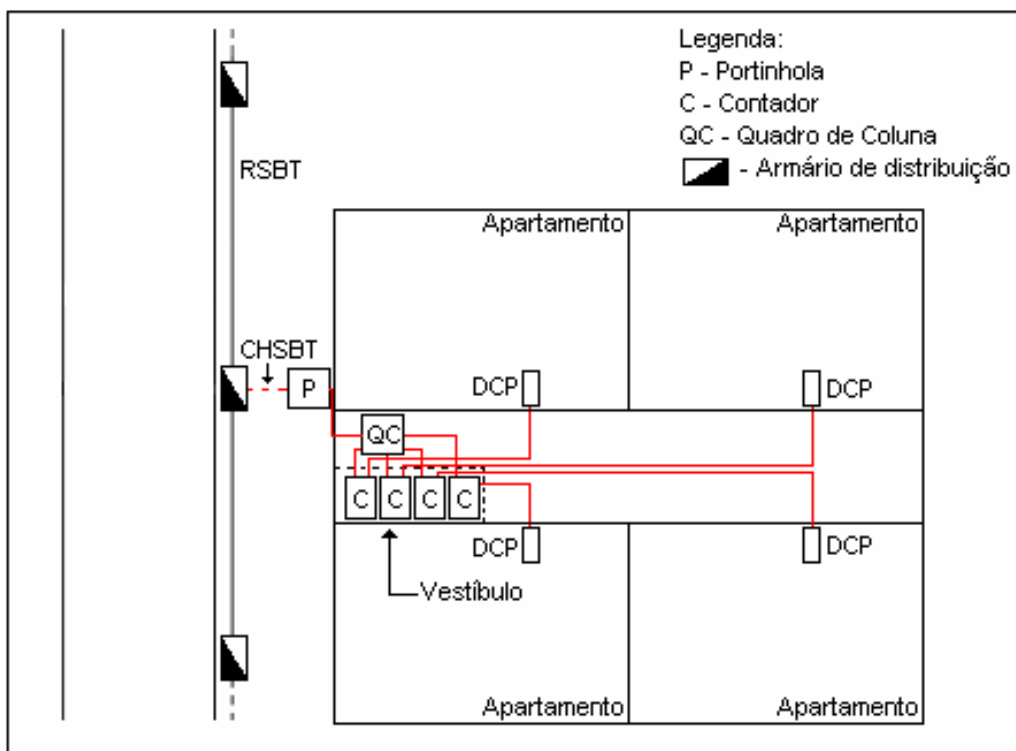 Legenda:
P - Portinhola
C - Contador
QC - Quadro de Coluna
- Armário de distribuição
RSBT
Apartamento
Apartamento
CHSBT
P
DCP
DCP
QC
C
C
C
C
DCP
DCP
Vestíbulo
Apartamento
Apartamento